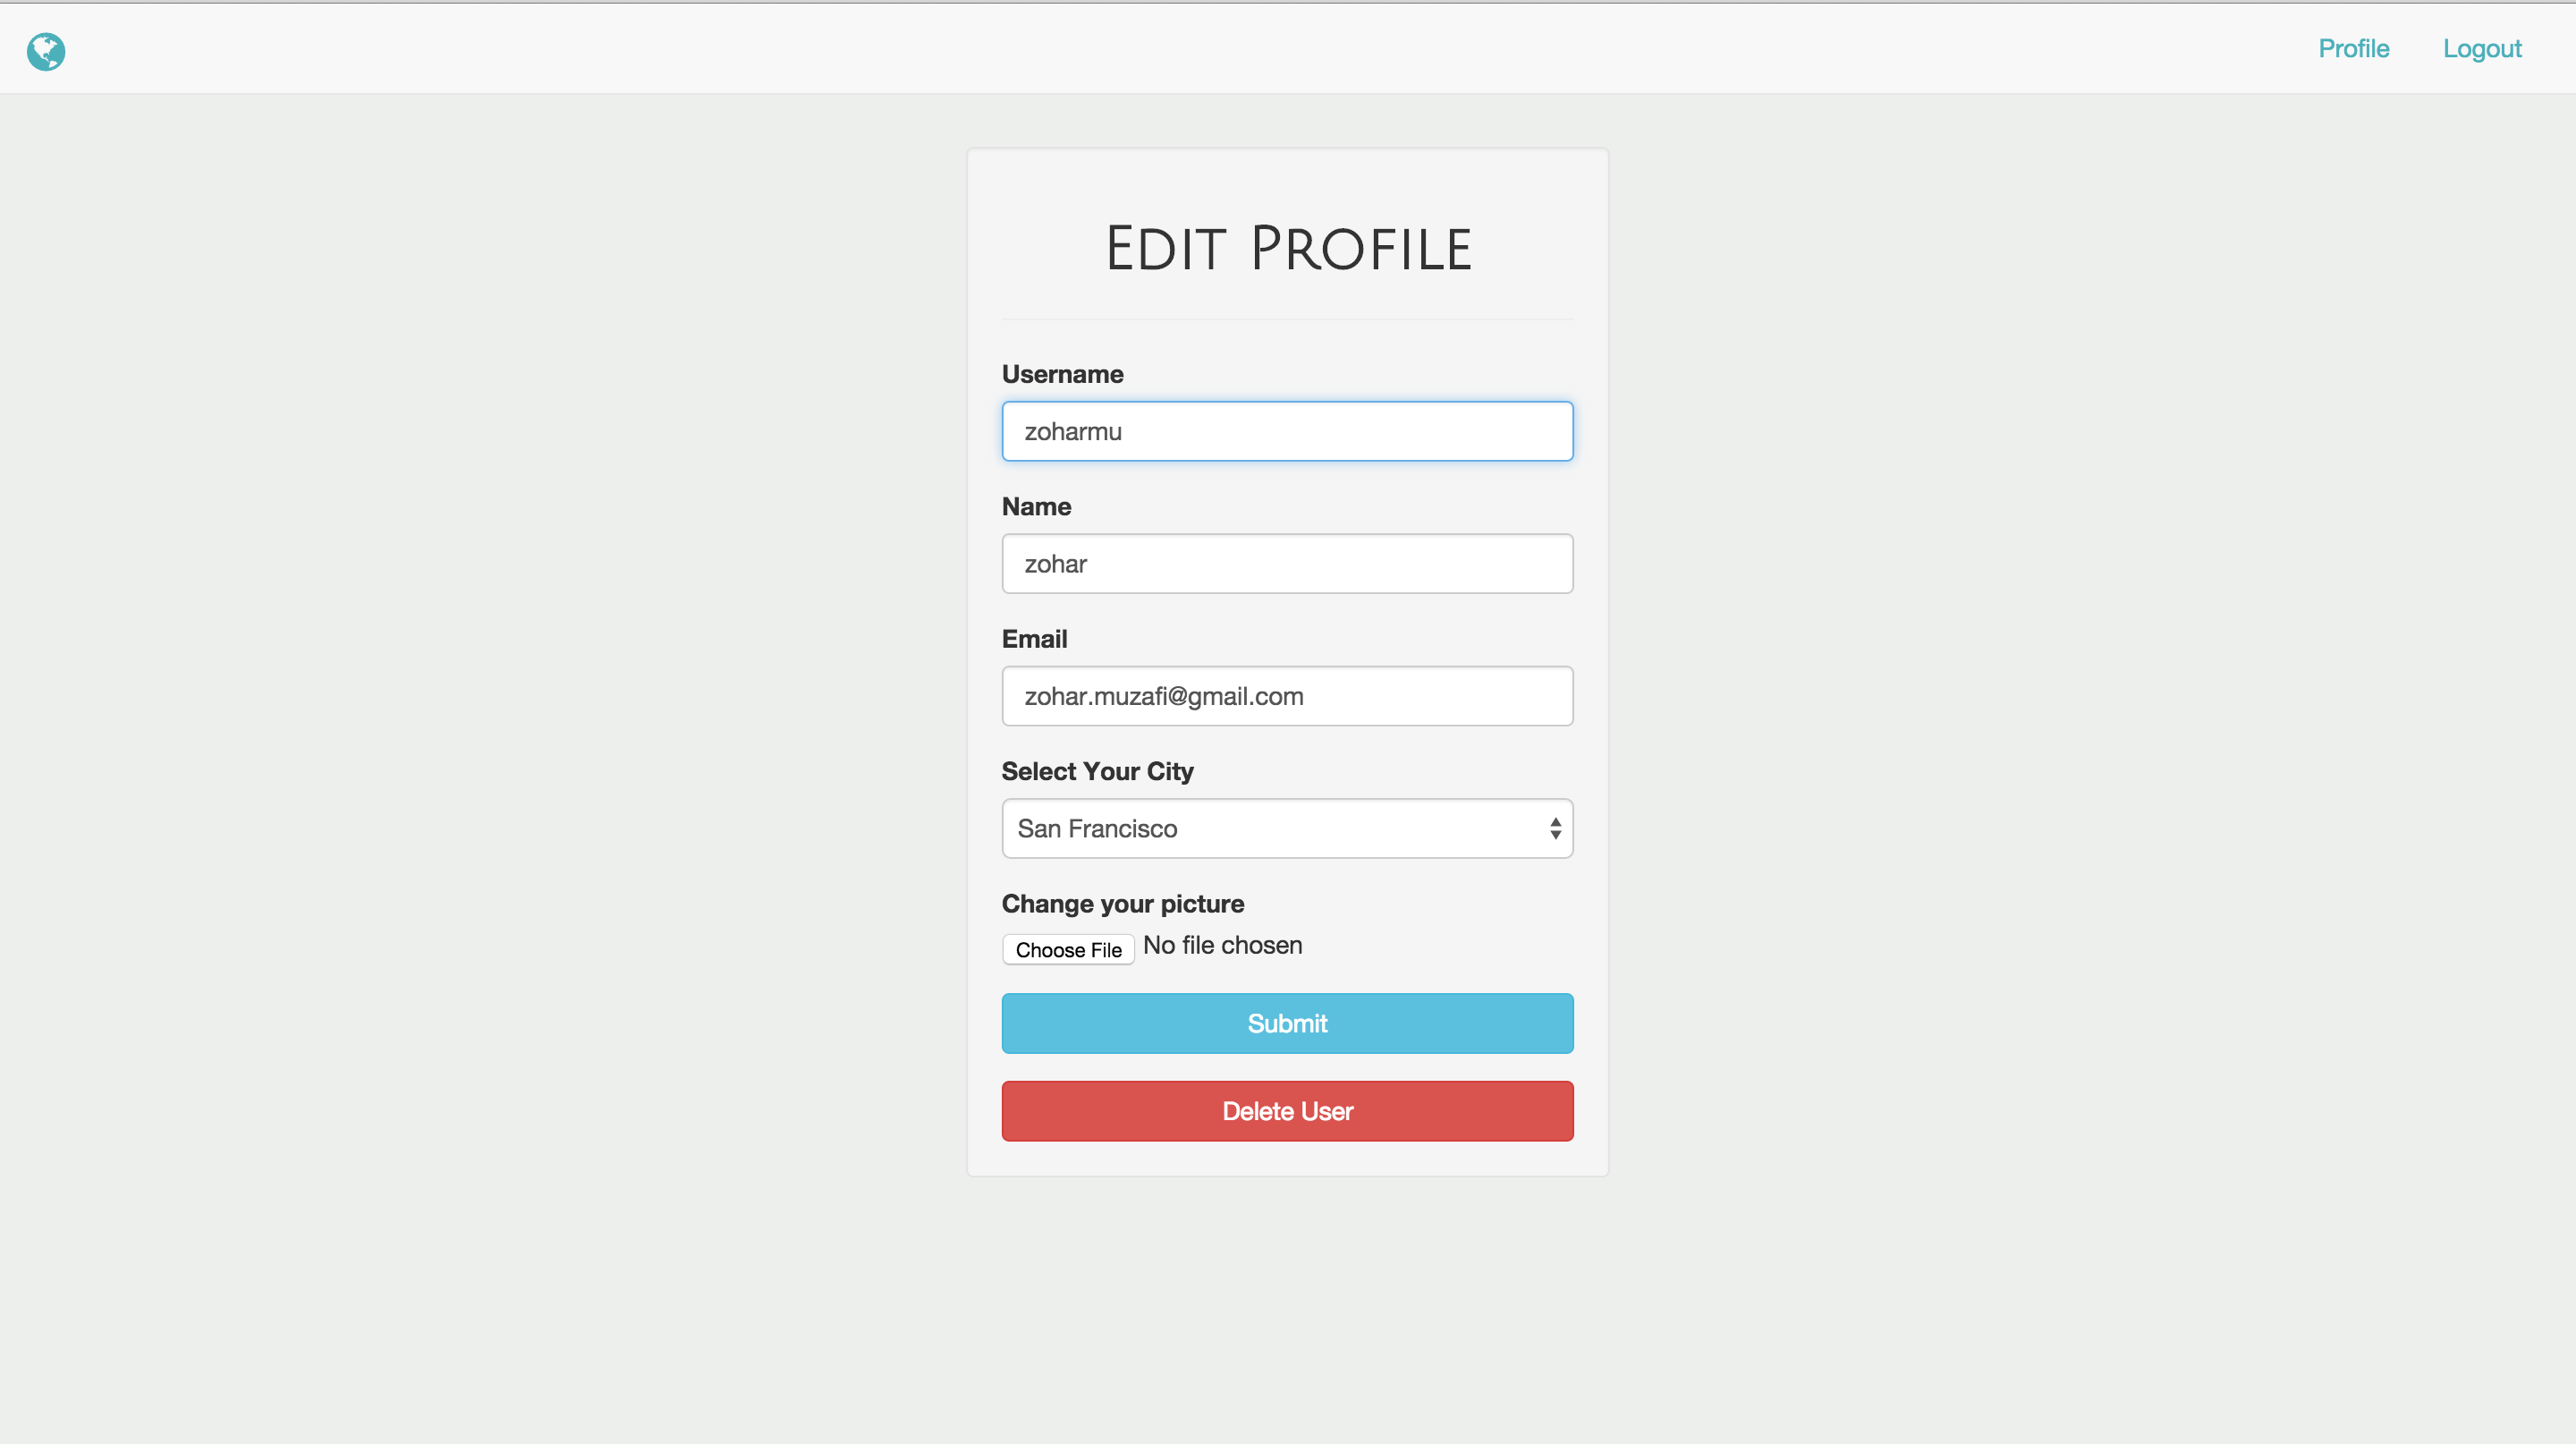 Profile Logout
Edit Profile
Username
zoharmu
Name
zohar
Email
zohar.muzafi@gmail.com
Select Your City
San Francisco
Change your picture
Choose File No file chosen
Submit
Delete User